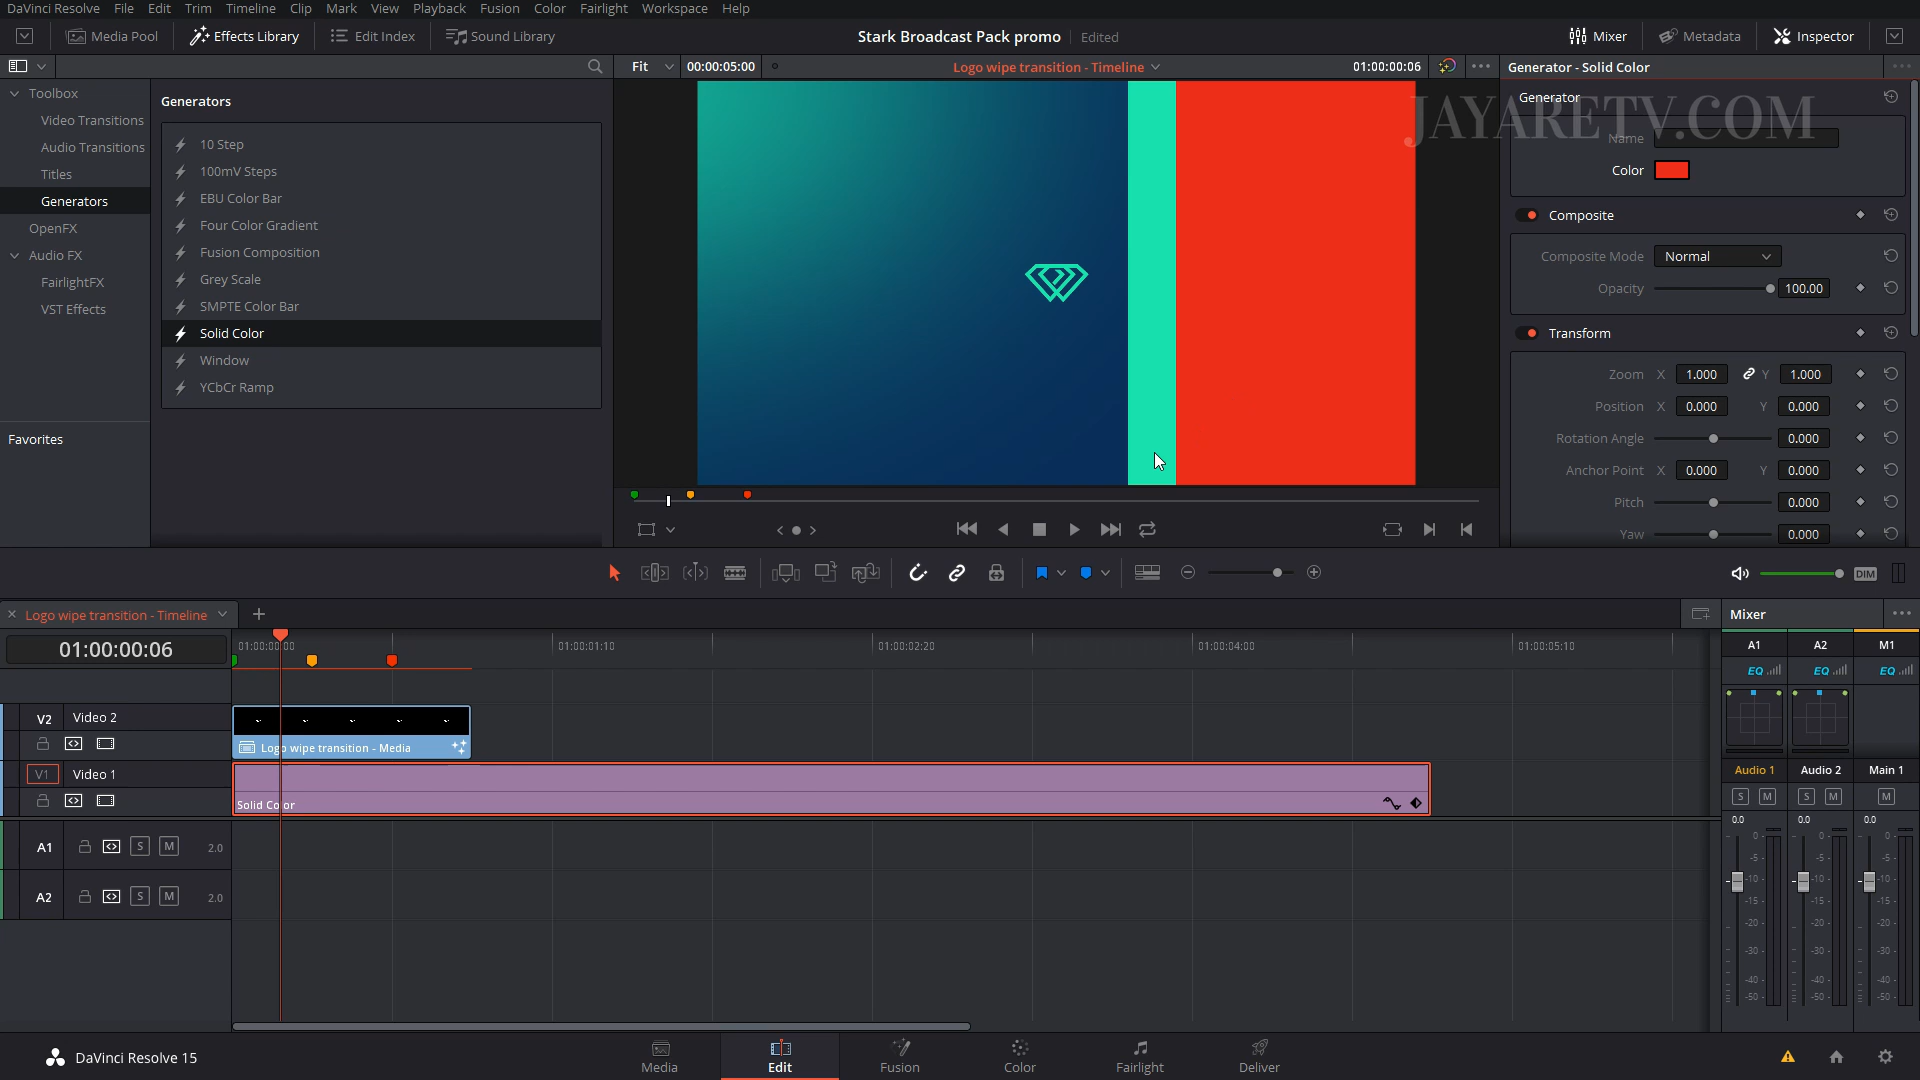 DaVinci Resolve File Edit Trim Timeline Clip Mark View Playback Fusion Color Fairlight Workspace Help
Media Pool Effects Library Edit Index Sound Library Stark Broadcast Pack promo Edited Mixer Metadata Inspector
Fit 00:00:05:00 Logo wipe transition - Timeline 01:00:00:06 Generator - Solid Color
Toolbox
Video Transitions
Audio Transitions
Titles
Generators
OpenFX
Audio FX
FairlightFX
VST Effects
Favorites
Generators
10 Step
100mV Steps
EBU Color Bar
Four Color Gradient
Fusion Composition
Grey Scale
SMPTE Color Bar
Solid Color
Window
YCbCr Ramp
Generator
JAYARETV.COM
Name
Color
Composite
Composite Mode Normal
Opacity 100.00
Transform
Zoom X 1.000 Y 1.000
Position X 0.000 Y 0.000
Rotation Angle 0.000
Anchor Point X 0.000 Y 0.000
Pitch 0.000
Yaw 0.000
DIM
Logo wipe transition - Timeline
Mixer
01:00:00:06
01:00:00:00 01:00:01:10 01:00:02:20 01:00:04:00 01:00:05:10
V2 Video 2
Logo wipe transition - Media
V1 Video 1
Solid Color
A1 S M 2.0
A2 S M 2.0
A1 A2 M1
EQ EQ EQ
Audio 1 Audio 2 Main 1
S M S M M
0.0 0.0 0.0
0 0 0
-5 -5 -5
-10 -10 -10
-15 -15 -15
-20 -20 -20
-30 -30 -30
-40 -40 -40
-50 -50 -50
DaVinci Resolve 15
Media Edit Fusion Color Fairlight Deliver